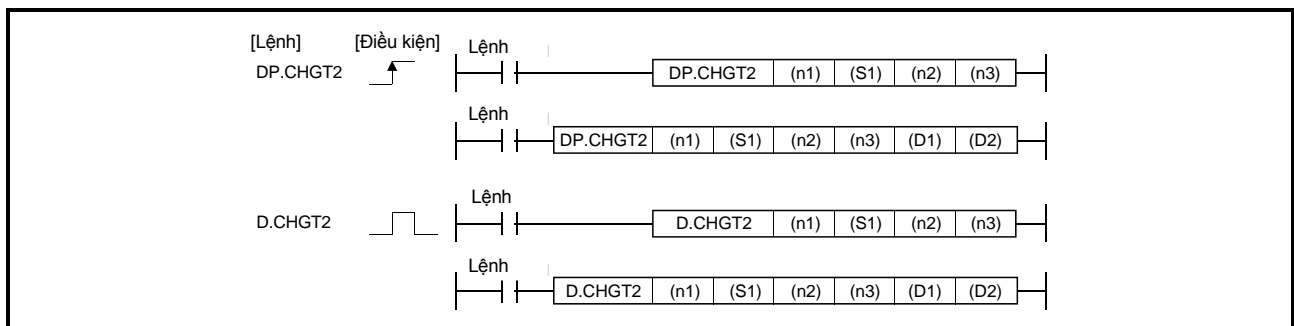 [Lệnh] [Điều kiện] Lệnh
DP.CHGT2 DP.CHGT2 (n1) (S1) (n2) (n3)
Lệnh
DP.CHGT2 (n1) (S1) (n2) (n3) (D1) (D2)
Lệnh
D.CHGT2 D.CHGT2 (n1) (S1) (n2) (n3)
Lệnh
D.CHGT2 (n1) (S1) (n2) (n3) (D1) (D2)